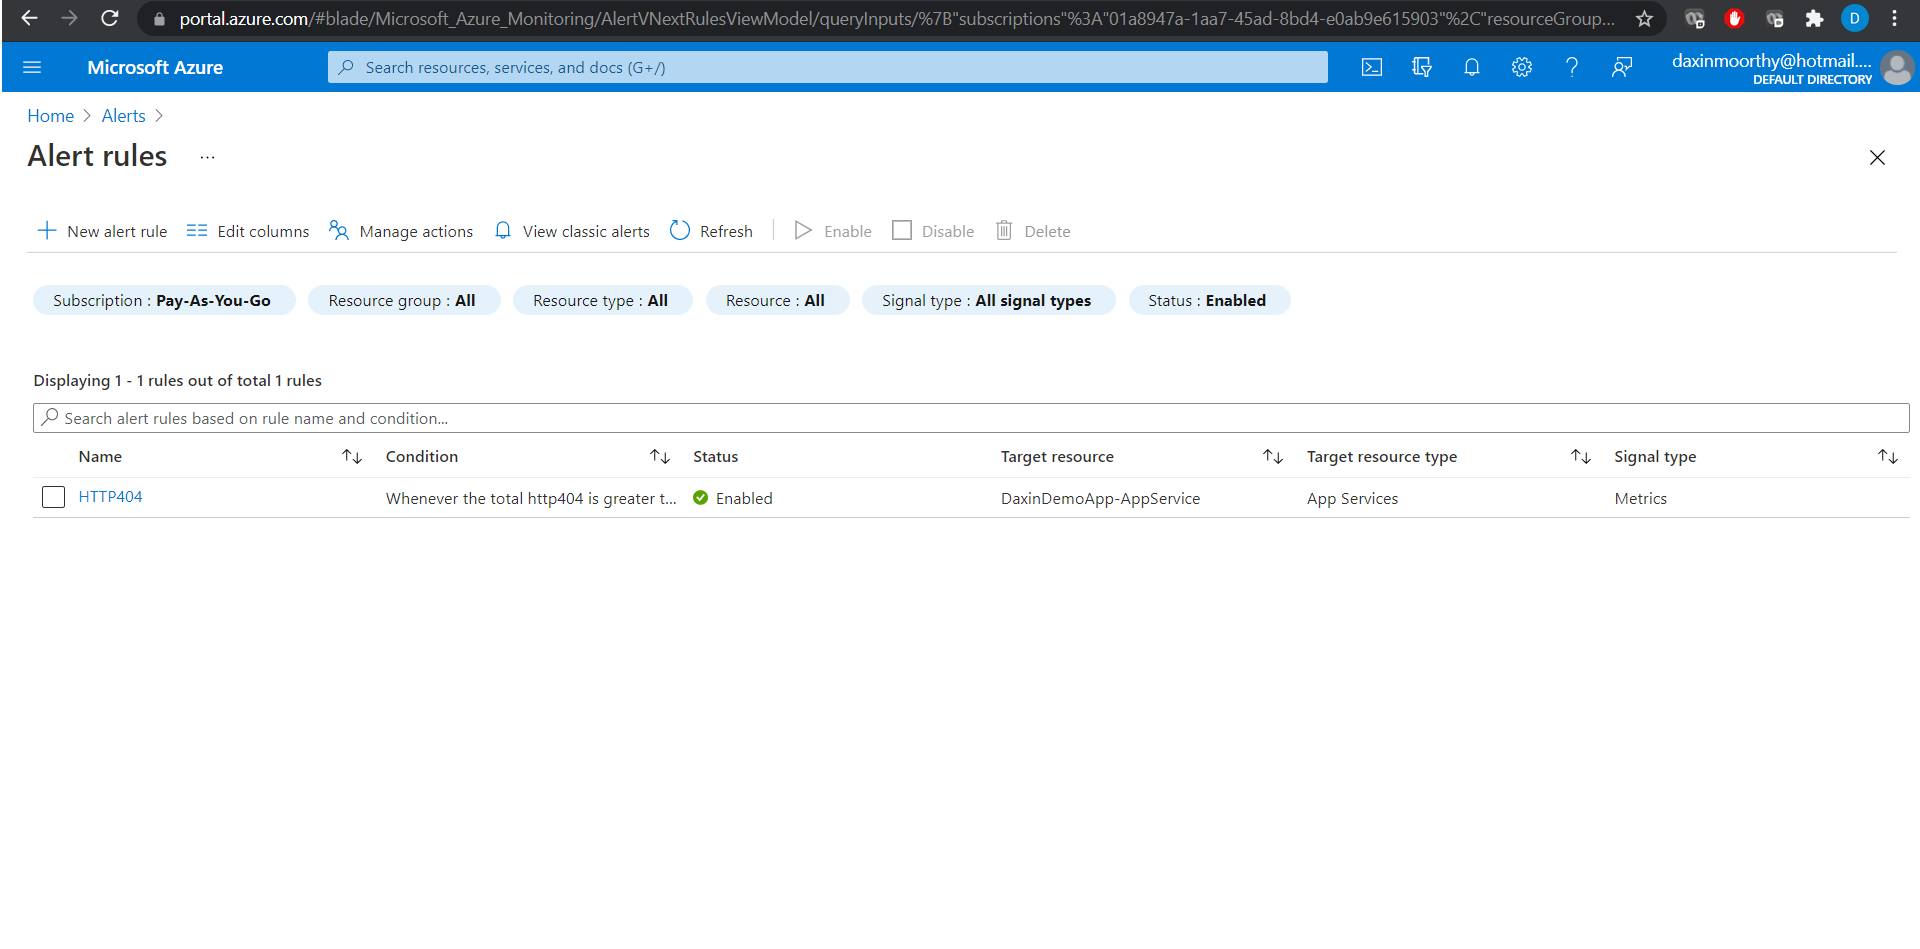 portal.azure.com/#blade/Microsoft_Azure_Monitoring/AlertVNextRulesViewModel/queryInputs/%7B"subscriptions"%3A"01a8947a-1aa7-45ad-8bd4-e0ab9e615903"%2C"resourceGroup...
D
Microsoft Azure
Search resources, services, and docs (G+/)
daxinmoorthy@hotmail....
DEFAULT DIRECTORY
Home > Alerts >
Alert rules ...
New alert rule Edit columns Manage actions View classic alerts Refresh Enable Disable Delete
Subscription : Pay-As-You-Go Resource group : All Resource type : All Resource : All Signal type : All signal types Status : Enabled
Displaying 1 - 1 rules out of total 1 rules
Search alert rules based on rule name and condition...
Name Condition Status Target resource Target resource type Signal type
HTTP404 Whenever the total http404 is greater t... Enabled DaxinDemoApp-AppService App Services Metrics